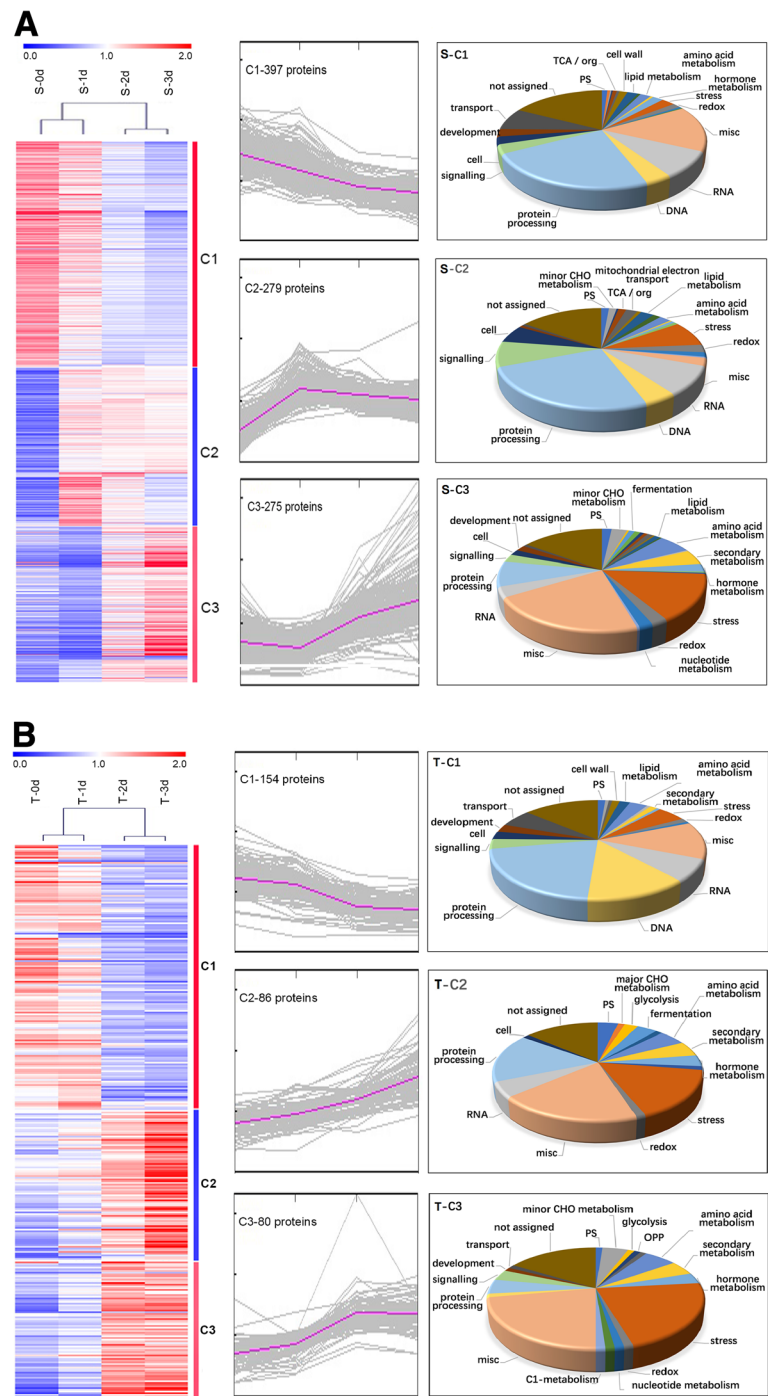 A
0.0 1.0 2.0
S-0d
S-1d
S-2d
S-3d
C1
C2
C3
C1-397 proteins
C2-279 proteins
C3-275 proteins
S-C1
TCA / org
cell wall
amino acid
metabolism
PS
lipid metabolism
hormone
metabolism
not assigned
stress
redox
transport
misc
development
cell
signalling
RNA
protein
processing
DNA
S-C2
minor CHO
metabolism
mitochondrial electron
transport
lipid
metabolism
PS
TCA / org
not assigned
amino acid
metabolism
cell
stress
redox
signalling
misc
RNA
protein
processing
DNA
S-C3
minor CHO
metabolism
fermentation
PS
lipid
metabolism
development
not assigned
amino acid
metabolism
cell
secondary
metabolism
signalling
protein
processing
hormone
metabolism
RNA
stress
misc
redox
nucleotide
metabolism
B
0.0 1.0 2.0
T-0d
T-1d
T-2d
T-3d
C1
C2
C3
C1-154 proteins
C2-86 proteins
C3-80 proteins
T-C1
cell wall
lipid
metabolism
amino acid
metabolism
PS
not assigned
secondary
metabolism
stress
transport
redox
development
misc
cell
signalling
RNA
protein
processing
DNA
T-C2
major CHO
metabolism
amino acid
metabolism
PS
glycolysis
not assigned
fermentation
cell
secondary
metabolism
protein
processing
hormone
metabolism
RNA
stress
misc
redox
T-C3
minor CHO metabolism
glycolysis
amino acid
metabolism
PS
OPP
not assigned
secondary
metabolism
transport
development
hormone
metabolism
signalling
protein
processing
stress
misc
redox
C1-metabolism
nucleotide metabolism